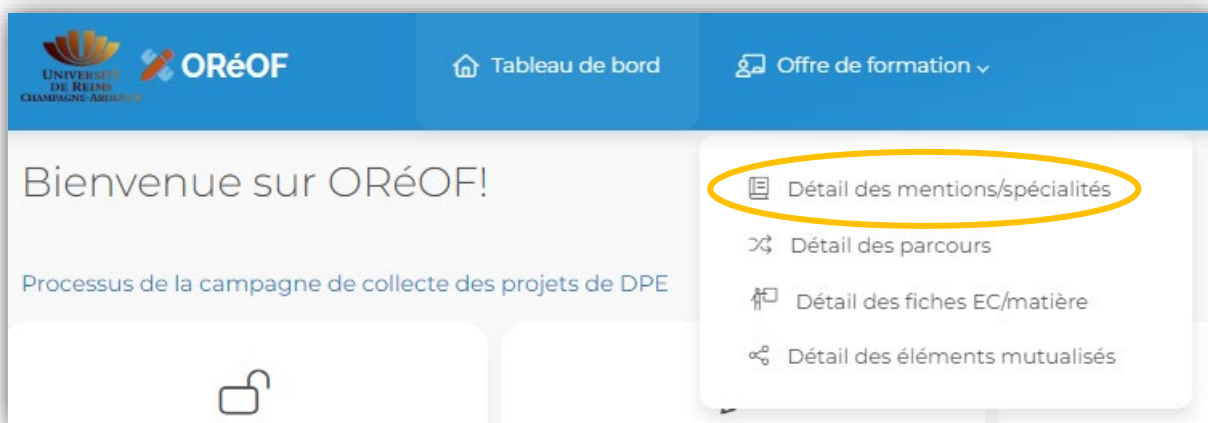 UNIVERSITÉ
DE REIMS
CHAMPAGNE-ARDENNE
ORéOF
Tableau de bord
Offre de formation
Bienvenue sur ORéOF!
Détail des mentions/spécialités
Détail des parcours
Processus de la campagne de collecte des projets de DPE
Détail des fiches EC/matière
Détail des éléments mutualisés